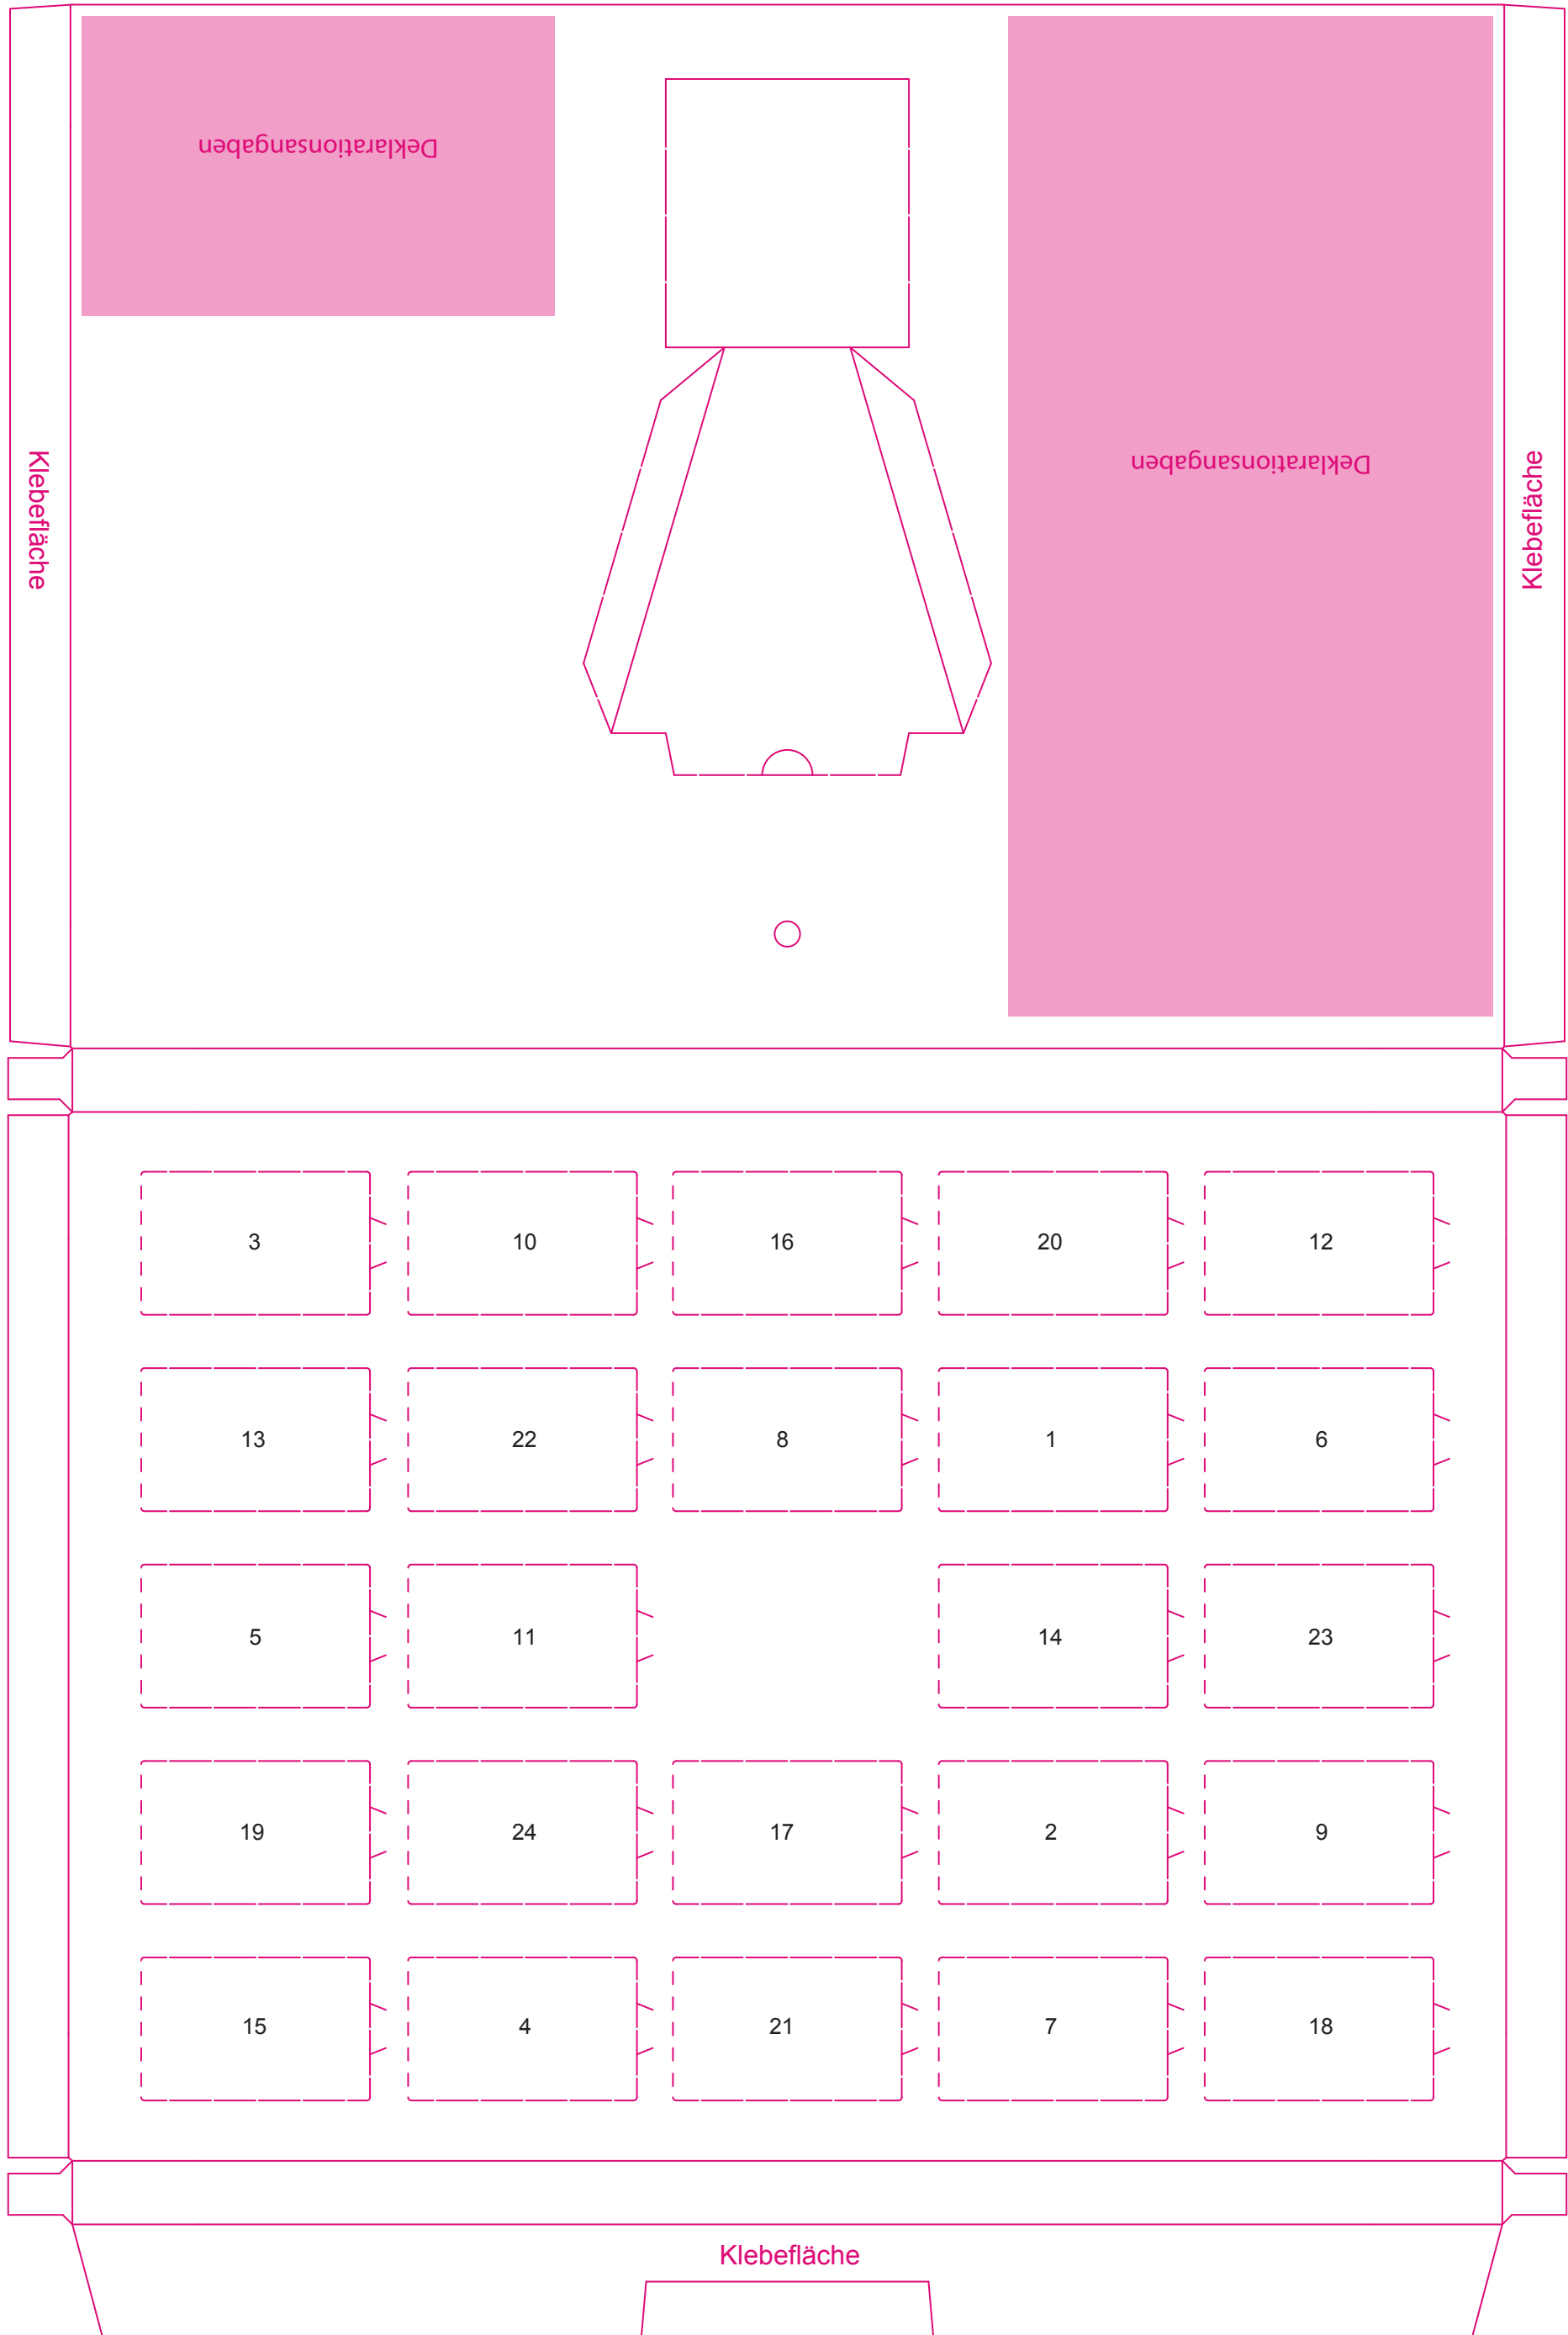 Deklarationsangaben
Deklarationsangaben
Klebefläche
Klebefläche
3 10 16 20 12
13 22 8 1 6
5 11 14 23
19 24 17 2 9
15 4 21 7 18
Klebefläche